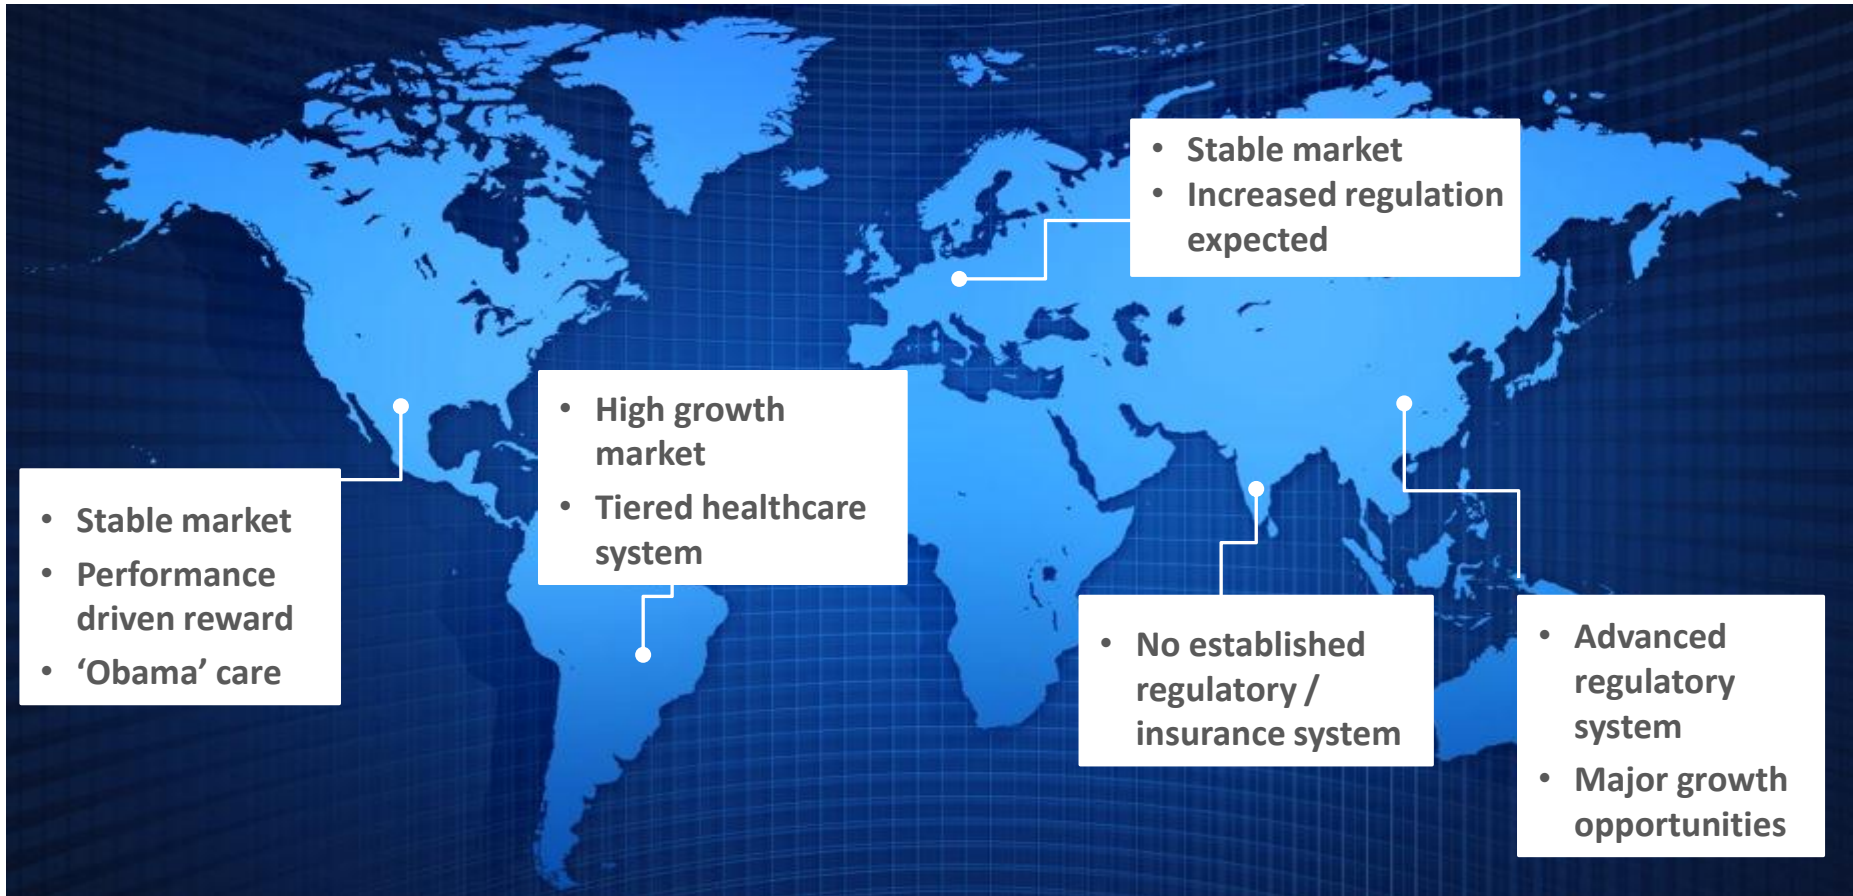 • Stable market
• Increased regulation
expected
• High growth
market
• Tiered healthcare
system
• Stable market
• Performance
driven reward
• ‘Obama’ care
• No established
regulatory /
insurance system
• Advanced
regulatory
system
• Major growth
opportunities